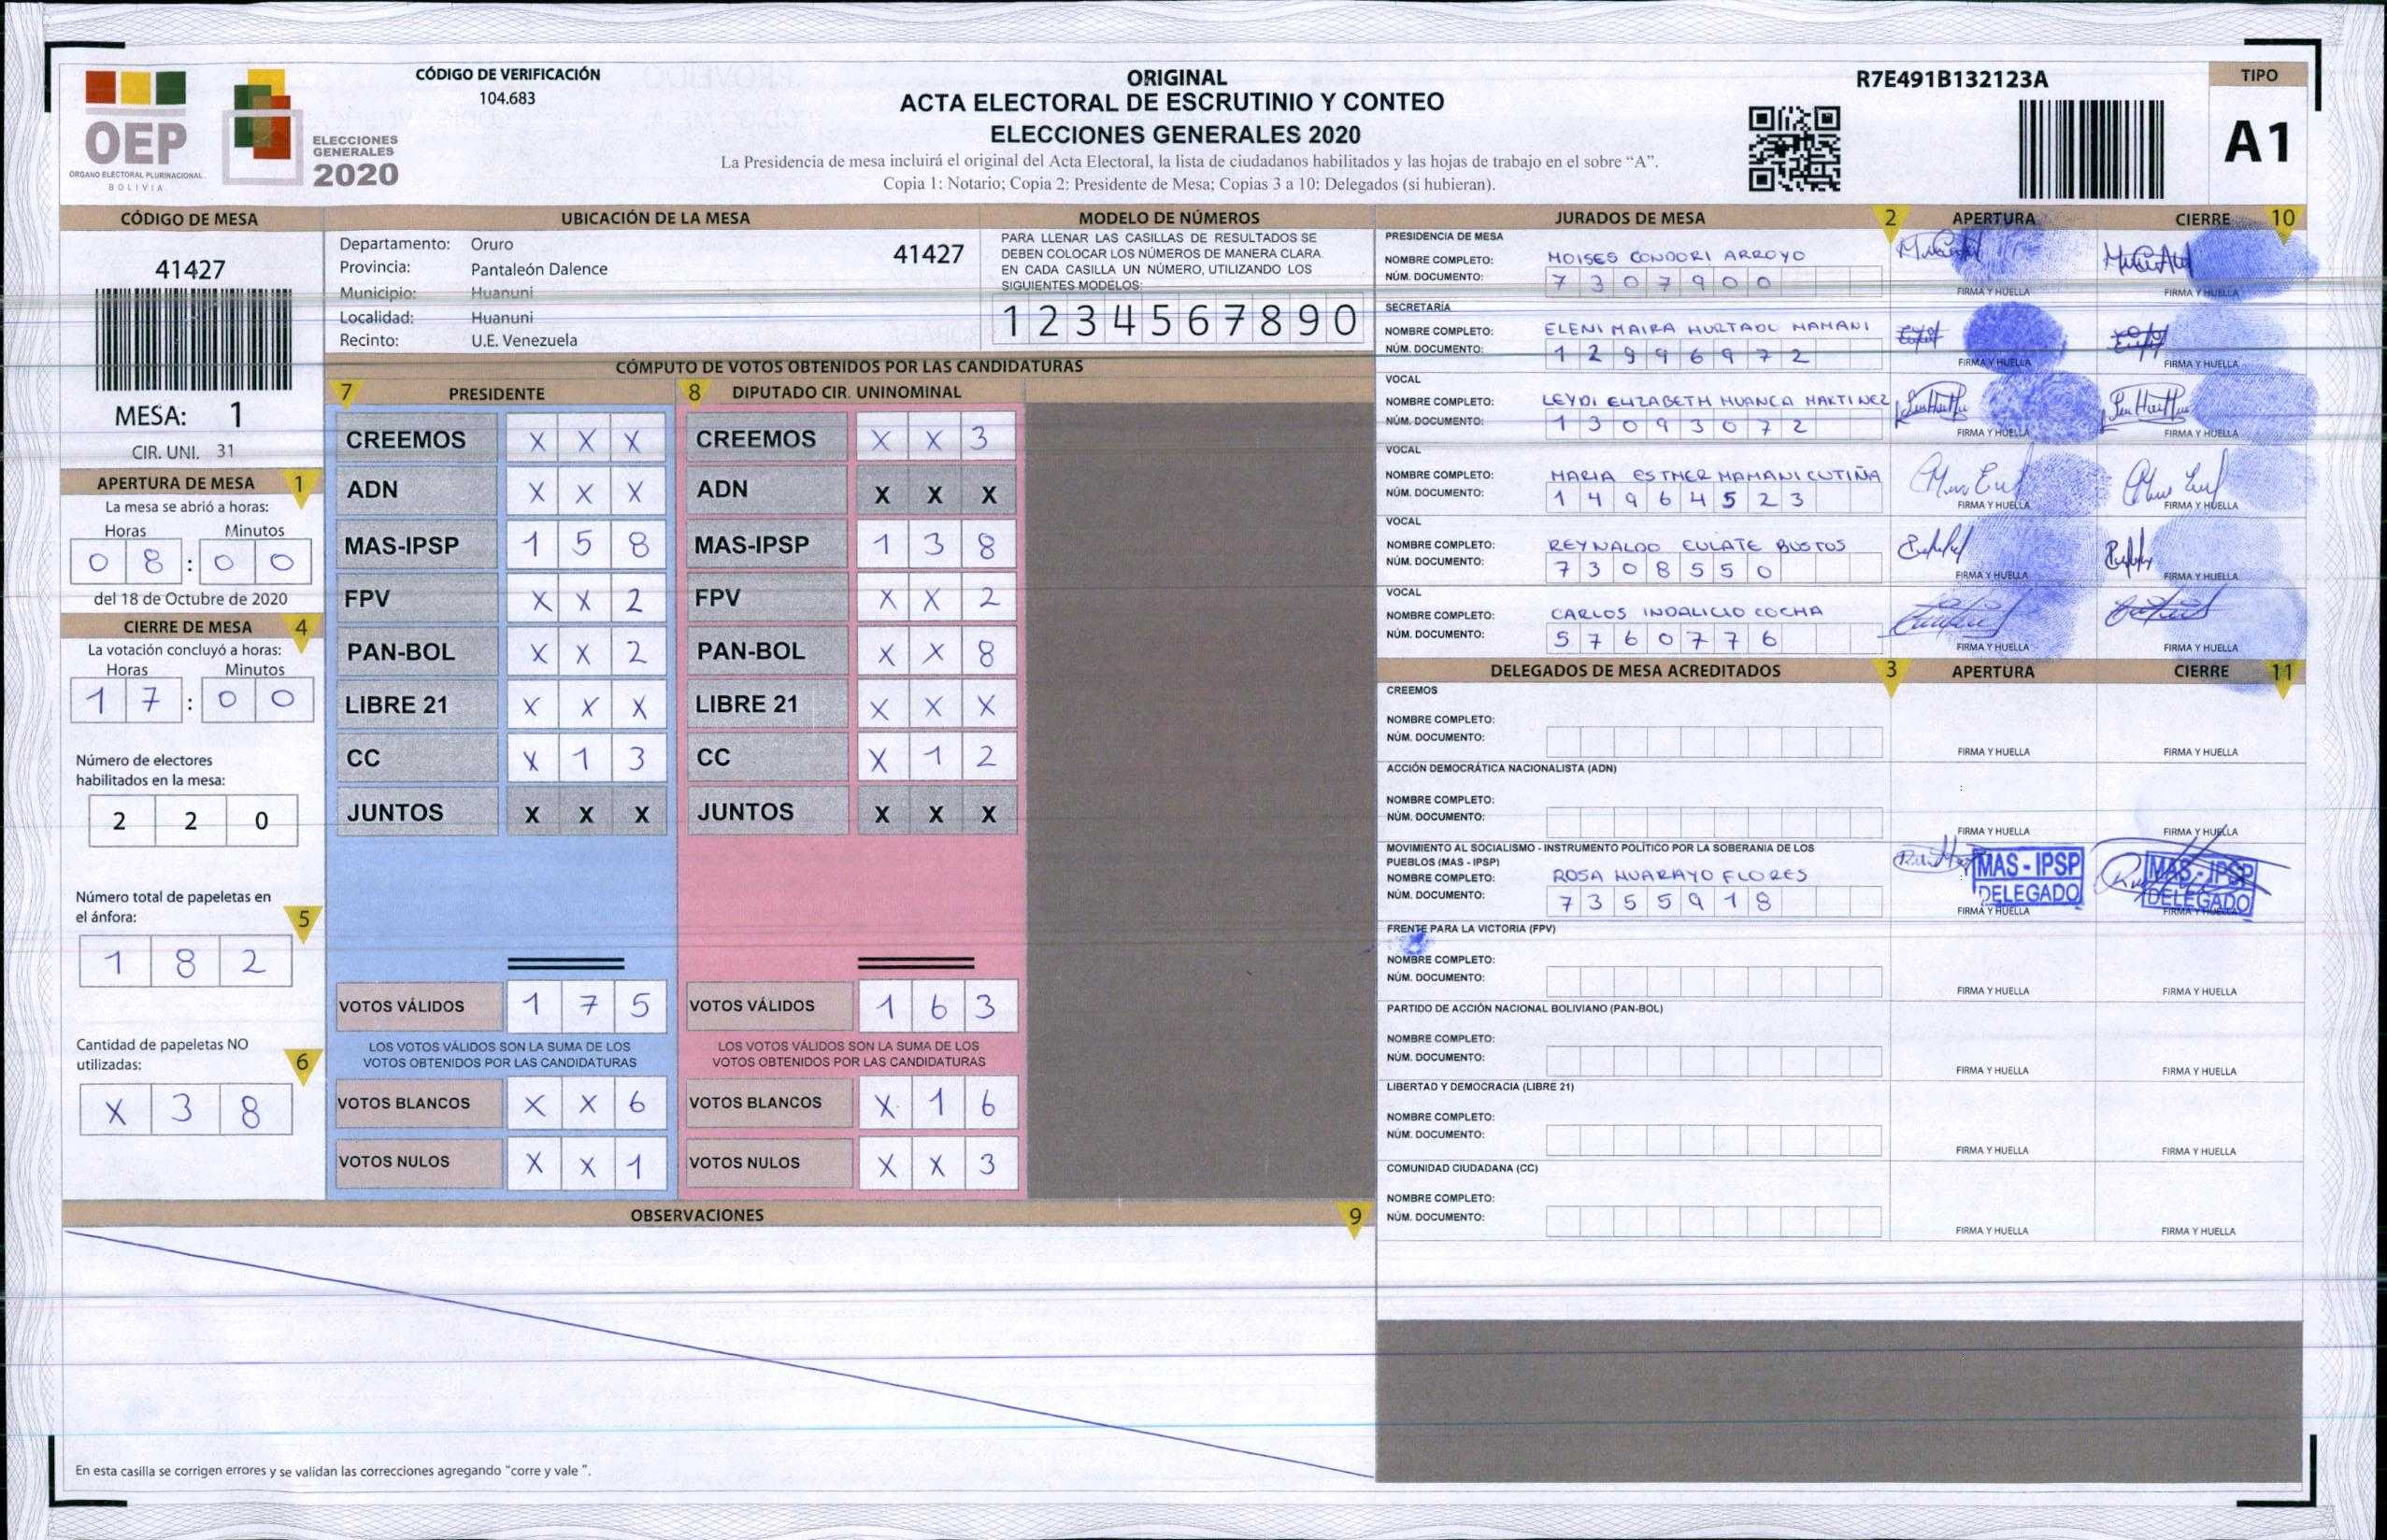 CÓDIGO DE VERIFICACIÓN
104.683
OEP
ÓRGANO ELECTORAL PLURINACIONAL
BOLIVIA
ELECCIONES
GENERALES
2020
ORIGINAL
ACTA ELECTORAL DE ESCRUTINIO Y CONTEO
ELECCIONES GENERALES 2020
La Presidencia de mesa incluirá el original del Acta Electoral, la lista de ciudadanos habilitados y las hojas de trabajo en el sobre “A”.
Copia 1: Notario; Copia 2: Presidente de Mesa; Copias 3 a 10: Delegados (si hubieran).
R7E491B132123A
TIPO
A1
CÓDIGO DE MESA
41427
MESA: 1
CIR. UNI. 31
APERTURA DE MESA 1
La mesa se abrió a horas:
Horas Minutos
0 8 : 0 0
del 18 de Octubre de 2020
CIERRE DE MESA 4
La votación concluyó a horas:
Horas Minutos
1 7 : 0 0
Número de electores
habilitados en la mesa:
2 2 0
Número total de papeletas en
el ánfora: 5
1 8 2
Cantidad de papeletas NO
utilizadas: 6
X 3 8
UBICACIÓN DE LA MESA
Departamento: Oruro 41427
Provincia: Pantaleón Dalence
Municipio: Huanuni
Localidad: Huanuni
Recinto: U.E. Venezuela
MODELO DE NÚMEROS
PARA LLENAR LAS CASILLAS DE RESULTADOS SE
DEBEN COLOCAR LOS NÚMEROS DE MANERA CLARA
EN CADA CASILLA UN NÚMERO, UTILIZANDO LOS
SIGUIENTES MODELOS:
1 2 3 4 5 6 7 8 9 0
CÓMPUTO DE VOTOS OBTENIDOS POR LAS CANDIDATURAS
7 PRESIDENTE
CREEMOS X X X
ADN X X X
MAS-IPSP 1 5 8
FPV X X 2
PAN-BOL X X 2
LIBRE 21 X X X
CC X 1 3
JUNTOS X X X
VOTOS VÁLIDOS 1 7 5
LOS VOTOS VÁLIDOS SON LA SUMA DE LOS
VOTOS OBTENIDOS POR LAS CANDIDATURAS
VOTOS BLANCOS X X 6
VOTOS NULOS X X 1
8 DIPUTADO CIR. UNINOMINAL
CREEMOS X X 3
ADN X X X
MAS-IPSP 1 3 8
FPV X X 2
PAN-BOL X X 8
LIBRE 21 X X X
CC X 1 2
JUNTOS X X X
VOTOS VÁLIDOS 1 6 3
LOS VOTOS VÁLIDOS SON LA SUMA DE LOS
VOTOS OBTENIDOS POR LAS CANDIDATURAS
VOTOS BLANCOS X 1 6
VOTOS NULOS X X 3
OBSERVACIONES 9
En esta casilla se corrigen errores y se validan las correcciones agregando “corre y vale ”.
JURADOS DE MESA 2 APERTURA CIERRE 10
PRESIDENCIA DE MESA
NOMBRE COMPLETO: MOISES CONDORI ARROYO
NÚM. DOCUMENTO: 7 3 0 7 9 0 0
FIRMA Y HUELLA FIRMA Y HUELLA
SECRETARÍA
NOMBRE COMPLETO: ELENI MAIRA HURTADO MAMANI
NÚM. DOCUMENTO: 1 2 9 9 6 9 7 2
FIRMA Y HUELLA FIRMA Y HUELLA
VOCAL
NOMBRE COMPLETO: LEYDI ELIZABETH HUANCA MARTINEZ
NÚM. DOCUMENTO: 1 3 0 9 3 0 7 2
FIRMA Y HUELLA FIRMA Y HUELLA
VOCAL
NOMBRE COMPLETO: MARIA ESTHER MAMANI CUTIÑA
NÚM. DOCUMENTO: 1 4 9 6 4 5 2 3
FIRMA Y HUELLA FIRMA Y HUELLA
VOCAL
NOMBRE COMPLETO: REYNALDO EULATE BUSTOS
NÚM. DOCUMENTO: 7 3 0 8 5 5 0
FIRMA Y HUELLA FIRMA Y HUELLA
VOCAL
NOMBRE COMPLETO: CARLOS INDALICIO COCHA
NÚM. DOCUMENTO: 5 7 6 0 7 7 6
FIRMA Y HUELLA FIRMA Y HUELLA
DELEGADOS DE MESA ACREDITADOS 3 APERTURA CIERRE 11
CREEMOS
NOMBRE COMPLETO:
NÚM. DOCUMENTO:
FIRMA Y HUELLA FIRMA Y HUELLA
ACCIÓN DEMOCRÁTICA NACIONALISTA (ADN)
NOMBRE COMPLETO:
NÚM. DOCUMENTO:
FIRMA Y HUELLA FIRMA Y HUELLA
MOVIMIENTO AL SOCIALISMO - INSTRUMENTO POLÍTICO POR LA SOBERANIA DE LOS
PUEBLOS (MAS - IPSP)
NOMBRE COMPLETO: ROSA HUARAYO FLORES
NÚM. DOCUMENTO: 7 3 5 5 9 1 8
MAS - IPSP MAS - IPSP
DELEGADO DELEGADO
FIRMA Y HUELLA FIRMA Y HUELLA
FRENTE PARA LA VICTORIA (FPV)
NOMBRE COMPLETO:
NÚM. DOCUMENTO:
FIRMA Y HUELLA FIRMA Y HUELLA
PARTIDO DE ACCIÓN NACIONAL BOLIVIANO (PAN-BOL)
NOMBRE COMPLETO:
NÚM. DOCUMENTO:
FIRMA Y HUELLA FIRMA Y HUELLA
LIBERTAD Y DEMOCRACIA (LIBRE 21)
NOMBRE COMPLETO:
NÚM. DOCUMENTO:
FIRMA Y HUELLA FIRMA Y HUELLA
COMUNIDAD CIUDADANA (CC)
NOMBRE COMPLETO:
NÚM. DOCUMENTO:
FIRMA Y HUELLA FIRMA Y HUELLA